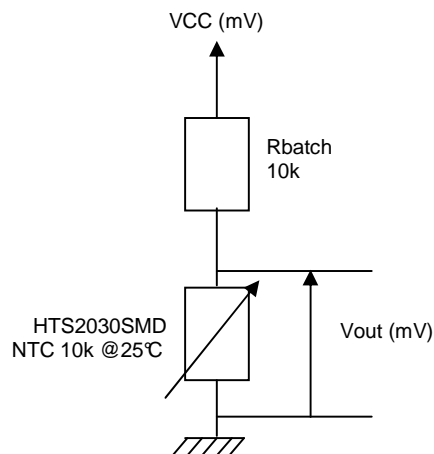 VCC (mV)
Rbatch
10k
HTS2030SMD
NTC 10k @25℃
Vout (mV)